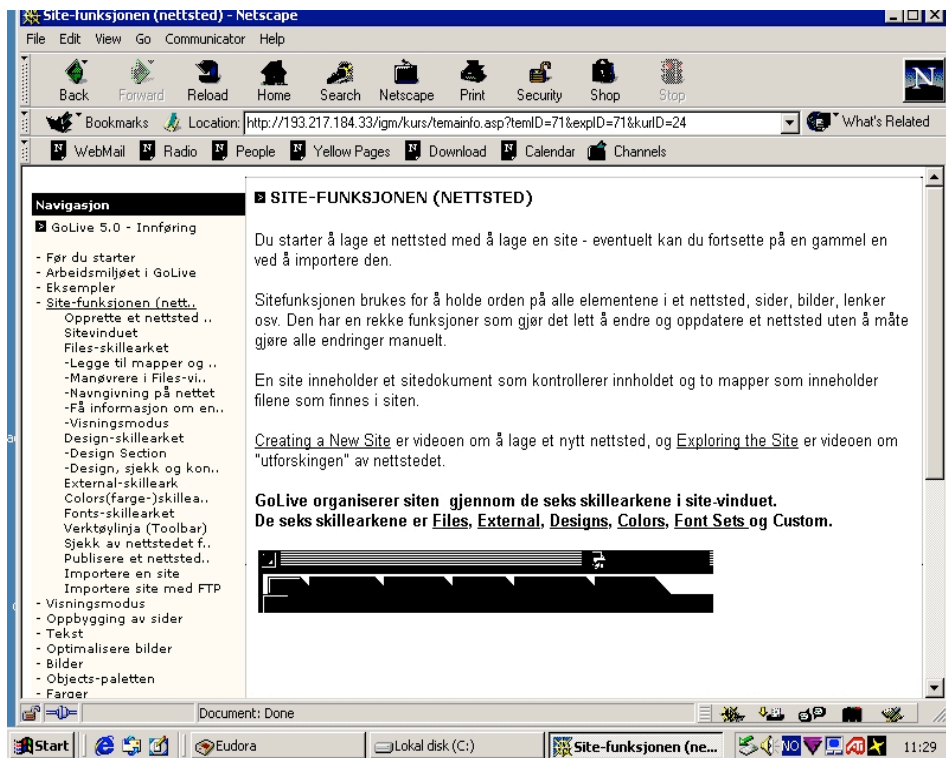 Site-funksjonen (nettsted) - Netscape
File Edit View Go Communicator Help
Back Forward Reload Home Search Netscape Print Security Shop Stop
N
Bookmarks Location: http://193.217.184.33/igm/kurs/temainfo.asp?temID=71&expID=71&kurID=24 What's Related
WebMail Radio People Yellow Pages Download Calendar Channels
Navigasjon
GoLive 5.0 - Innføring
- Før du starter
- Arbeidsmiljøet i GoLive
- Eksempler
- Site-funksjonen (nett..
Opprette et nettsted ..
Sitevinduet
Files-skillearket
-Legge til mapper og ..
-Manøvrere i Files-vi..
-Navngivning på nettet
-Få informasjon om en..
-Visningsmodus
Design-skillearket
-Design Section
-Design, sjekk og kon..
External-skilleark
Colors(farge-)skillea..
Fonts-skillearket
Verktøylinja (Toolbar)
Sjekk av nettstedet f..
Publisere et nettsted..
Importere en site
Importere site med FTP
- Visningsmodus
- Oppbygging av sider
- Tekst
- Optimalisere bilder
- Bilder
- Objects-paletten
- Farger
SITE-FUNKSJONEN (NETTSTED)
Du starter å lage et nettsted med å lage en site - eventuelt kan du fortsette på en gammel en
ved å importere den.
Sitefunksjonen brukes for å holde orden på alle elementene i et nettsted, sider, bilder, lenker
osv. Den har en rekke funksjoner som gjør det lett å endre og oppdatere et nettsted uten å måte
gjøre alle endringer manuelt.
En site inneholder et sitedokument som kontrollerer innholdet og to mapper som inneholder
filene som finnes i siten.
Creating a New Site er videoen om å lage et nytt nettsted, og Exploring the Site er videoen om
"utforskingen" av nettstedet.
GoLive organiserer siten gjennom de seks skillearkene i site-vinduet.
De seks skillearkene er Files, External, Designs, Colors, Font Sets og Custom.
Document: Done
Start Eudora Lokal disk (C:) Site-funksjonen (ne... NO 11:29